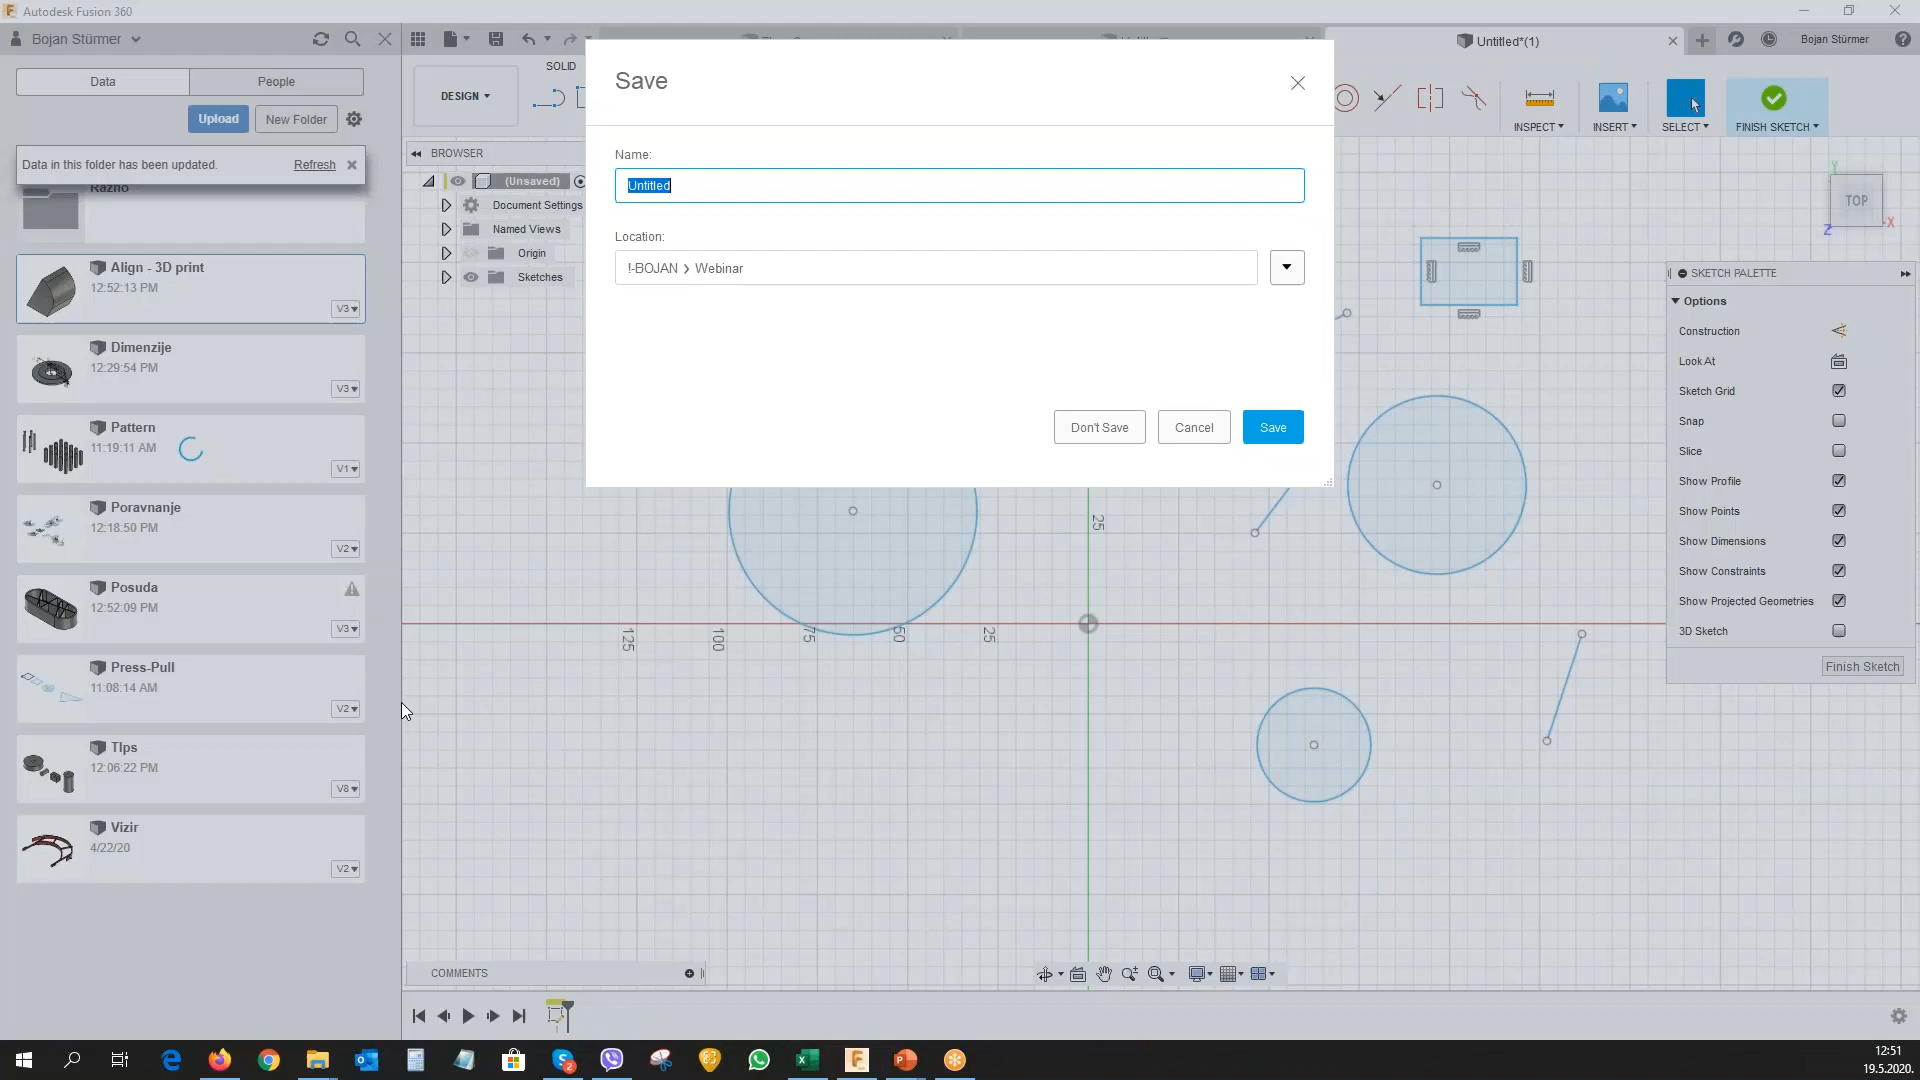 Autodesk Fusion 360
Bojan Stürmer
Data
People
Upload
New Folder
Data in this folder has been updated.
Refresh
Razno
Align - 3D print
12:52:13 PM
V3
Dimenzije
12:29:54 PM
V3
Pattern
11:19:11 AM
V1
Poravnanje
12:18:50 PM
V2
Posuda
12:52:09 PM
V3
Press-Pull
11:08:14 AM
V2
TIps
12:06:22 PM
V8
Vizir
4/22/20
V2
Untitled*(1)
Bojan Stürmer
SOLID
DESIGN
INSPECT
INSERT
SELECT
FINISH SKETCH
BROWSER
(Unsaved)
Document Settings
Named Views
Origin
Sketches
Save
Name:
Untitled
Location:
!-BOJAN > Webinar
Don't Save
Cancel
Save
TOP
Y
X
Z
SKETCH PALETTE
Options
Construction
Look At
Sketch Grid
Snap
Slice
Show Profile
Show Points
Show Dimensions
Show Constraints
Show Projected Geometries
3D Sketch
Finish Sketch
25
125
100
75
50
25
COMMENTS
2
12:51
19.5.2020.